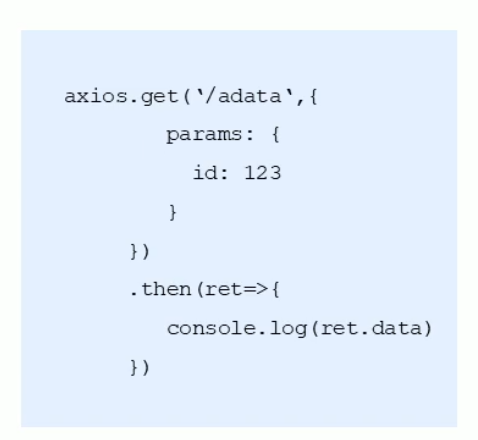 axios.get(‘/adata‘,{
params: {
id: 123
}
})
.then(ret=>{
console.log(ret.data)
})